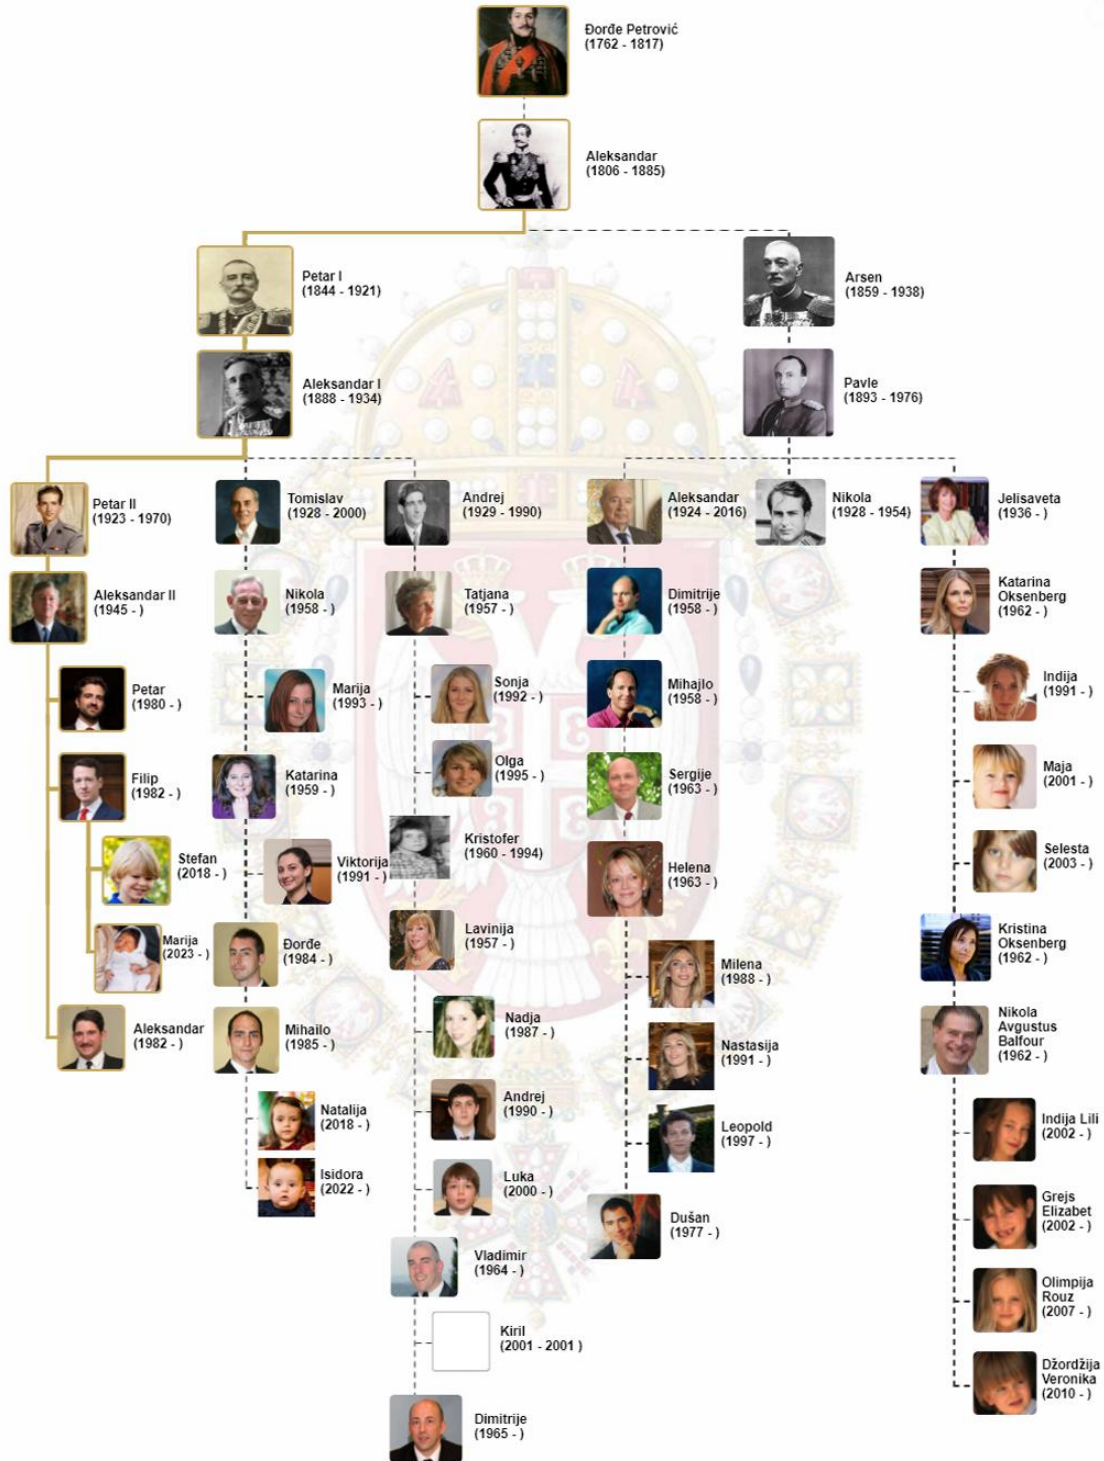 Đorđe Petrović
(1762 - 1817)
Aleksandar
(1806 - 1885)
Petar I
(1844 - 1921)
Arsen
(1859 - 1938)
Aleksandar I
(1888 - 1934)
Pavle
(1893 - 1976)
Petar II
(1923 - 1970)
Tomislav
(1928 - 2000)
Andrej
(1929 - 1990)
Aleksandar
(1924 - 2016)
Nikola
(1928 - 1954)
Jelisaveta
(1936 - )
Aleksandar II
(1945 - )
Nikola
(1958 - )
Tatjana
(1957 - )
Dimitrije
(1958 - )
Katarina
Oksenberg
(1962 - )
Petar
(1980 - )
Marija
(1993 - )
Sonja
(1992 - )
Mihajlo
(1958 - )
Indija
(1991 - )
Filip
(1982 - )
Katarina
(1959 - )
Olga
(1995 - )
Sergije
(1963 - )
Maja
(2001 - )
Stefan
(2018 - )
Viktorija
(1991 - )
Kristofer
(1960 - 1994)
Helena
(1963 - )
Selesta
(2003 - )
Marija
(2023 - )
Đorđe
(1984 - )
Lavinija
(1957 - )
Milena
(1988 - )
Kristina
Oksenberg
(1962 - )
Aleksandar
(1982 - )
Mihailo
(1985 - )
Nadja
(1987 - )
Nastasija
(1991 - )
Nikola
Avgustus
Balfour
(1962 - )
Natalija
(2018 - )
Andrej
(1990 - )
Leopold
(1997 - )
Indija Lili
(2002 - )
Isidora
(2022 - )
Luka
(2000 - )
Dušan
(1977 - )
Grejs
Elizabet
(2002 - )
Vladimir
(1964 - )
Olimpija
Rouz
(2007 - )
Kiril
(2001 - 2001 )
Džordžija
Veronika
(2010 - )
Dimitrije
(1965 - )